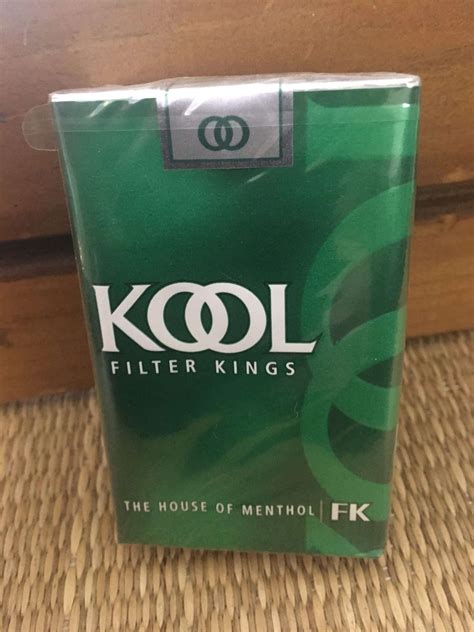 KOOL
FILTER KINGS
THE HOUSE OF MENTHOL | FK